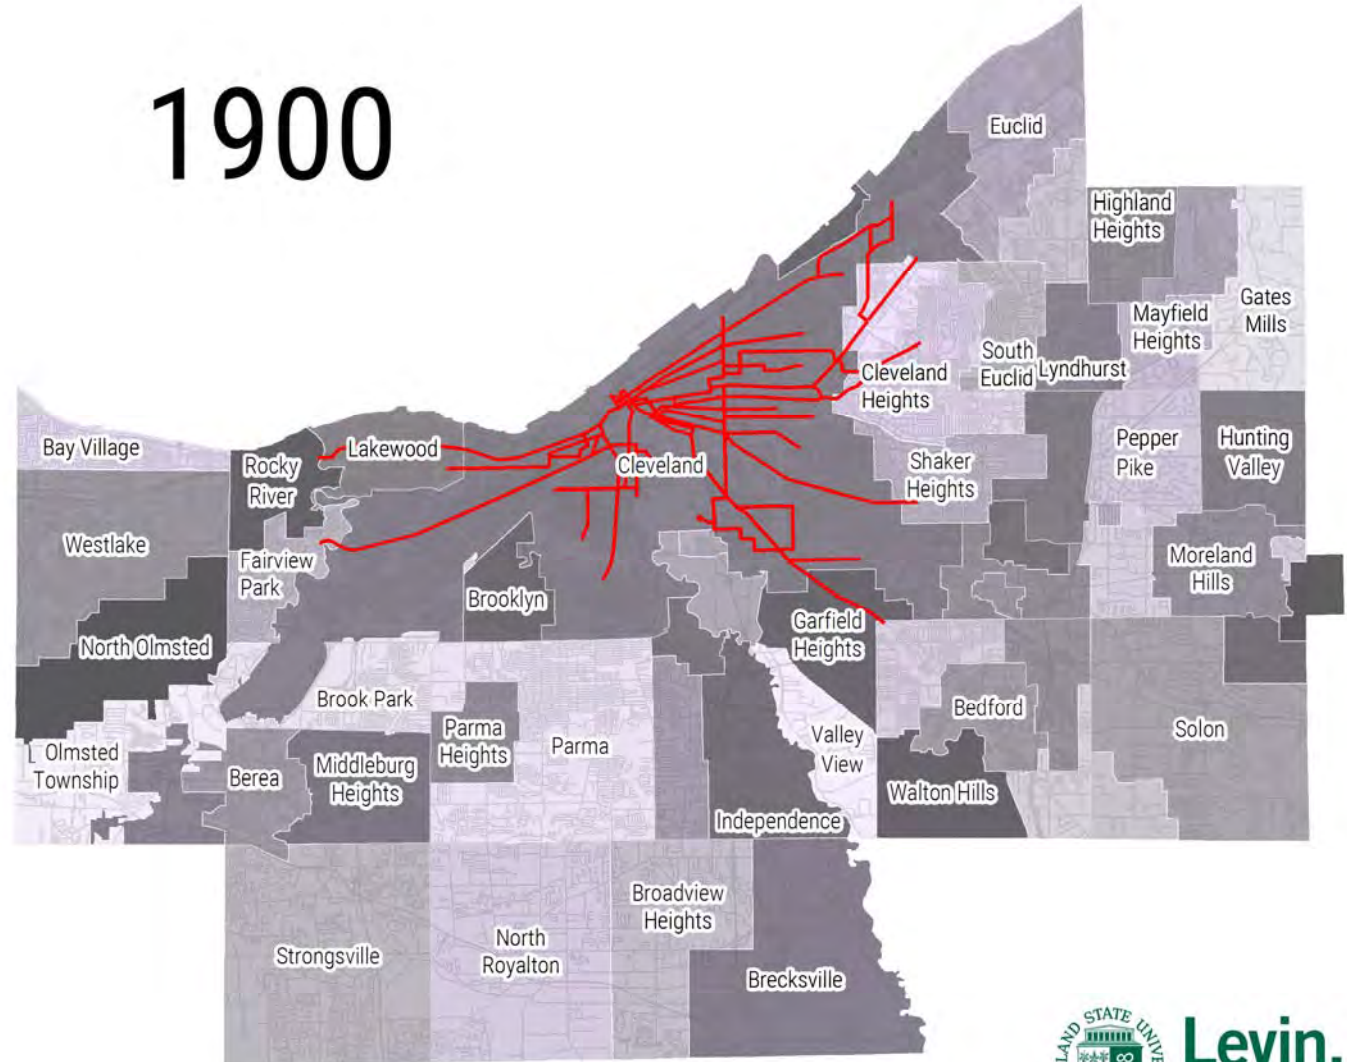 1900
Euclid
Highland
Heights
Gates
Mills
Mayfield
Heights
South
Euclid
Lyndhurst
Cleveland
Heights
Bay Village
Rocky
River
Lakewood
Cleveland
Shaker
Heights
Pepper
Pike
Hunting
Valley
Westlake
Fairview
Park
Brooklyn
Moreland
Hills
North Olmsted
Garfield
Heights
Brook Park
Parma
Heights
Parma
Bedford
Solon
Olmsted
Township
Berea
Middleburg
Heights
Valley
View
Walton Hills
Independence
Broadview
Heights
Strongsville
North
Royalton
Brecksville
LAND STATE UNIVE
Levin.